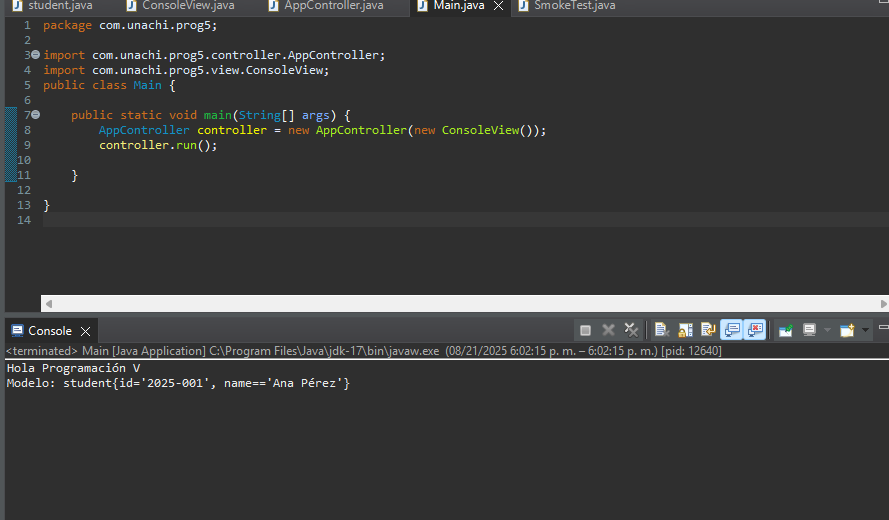 student.java ConsoleView.java AppController.java Main.java SmokeTest.java
1 package com.unachi.prog5;
2
3 import com.unachi.prog5.controller.AppController;
4 import com.unachi.prog5.view.ConsoleView;
5 public class Main {
6
7 public static void main(String[] args) {
8 AppController controller = new AppController(new ConsoleView());
9 controller.run();
10
11 }
12
13 }
14
Console
<terminated> Main [Java Application] C:\Program Files\Java\jdk-17\bin\javaw.exe (08/21/2025 6:02:15 p. m. – 6:02:15 p. m.) [pid: 12640]
Hola Programación V
Modelo: student{id='2025-001', name=='Ana Pérez'}